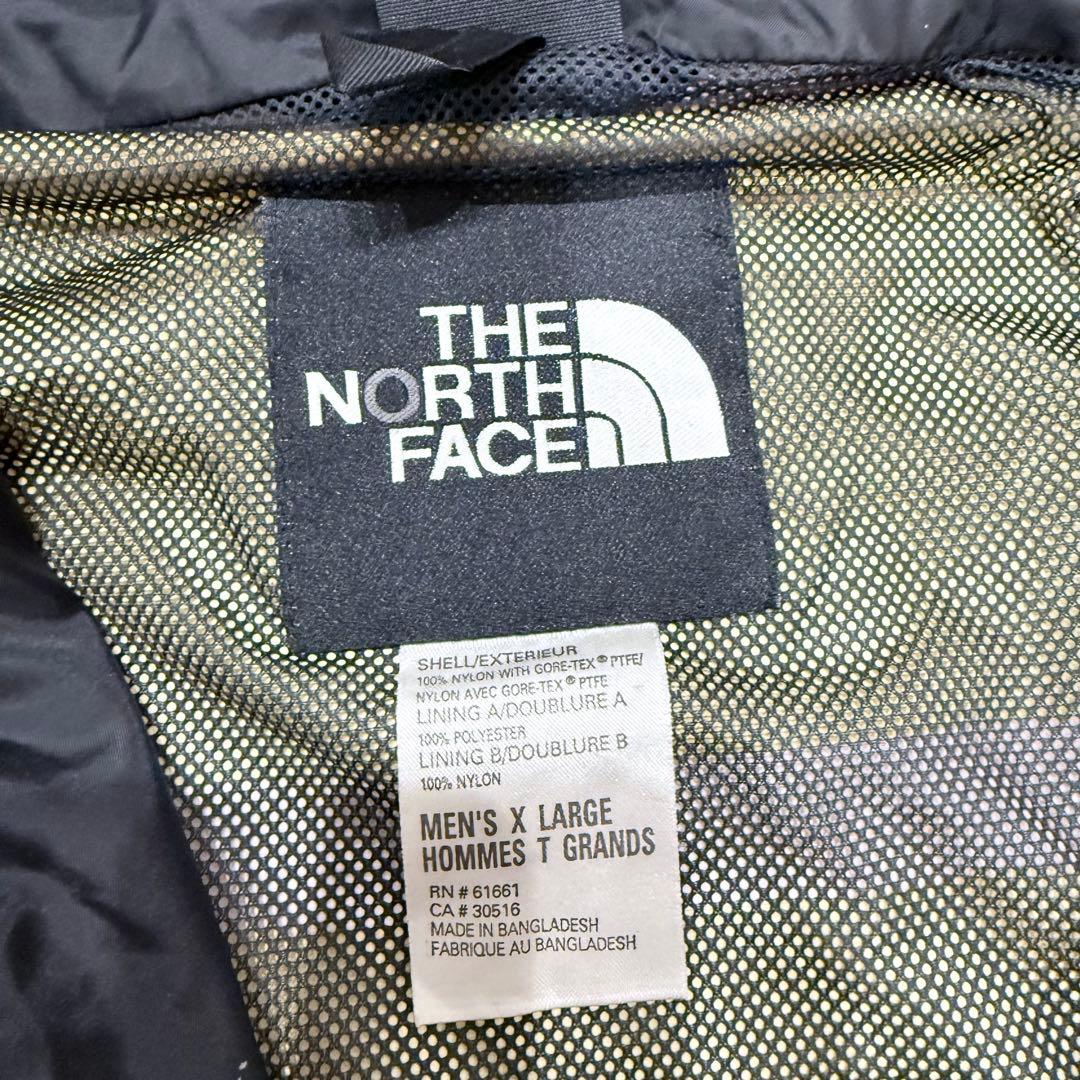 THE
NORTH
FACE
SHELL/EXTERIEUR
100% NYLON WITH GORE-TEX® PTFE/
NYLON AVEC GORE-TEX® PTFE
LINING A/DOUBLURE A
100% POLYESTER
LINING B/DOUBLURE B
100% NYLON
MEN'S X LARGE
HOMMES T GRANDS
RN # 61661
CA # 30516
MADE IN BANGLADESH
FABRIQUE AU BANGLADESH